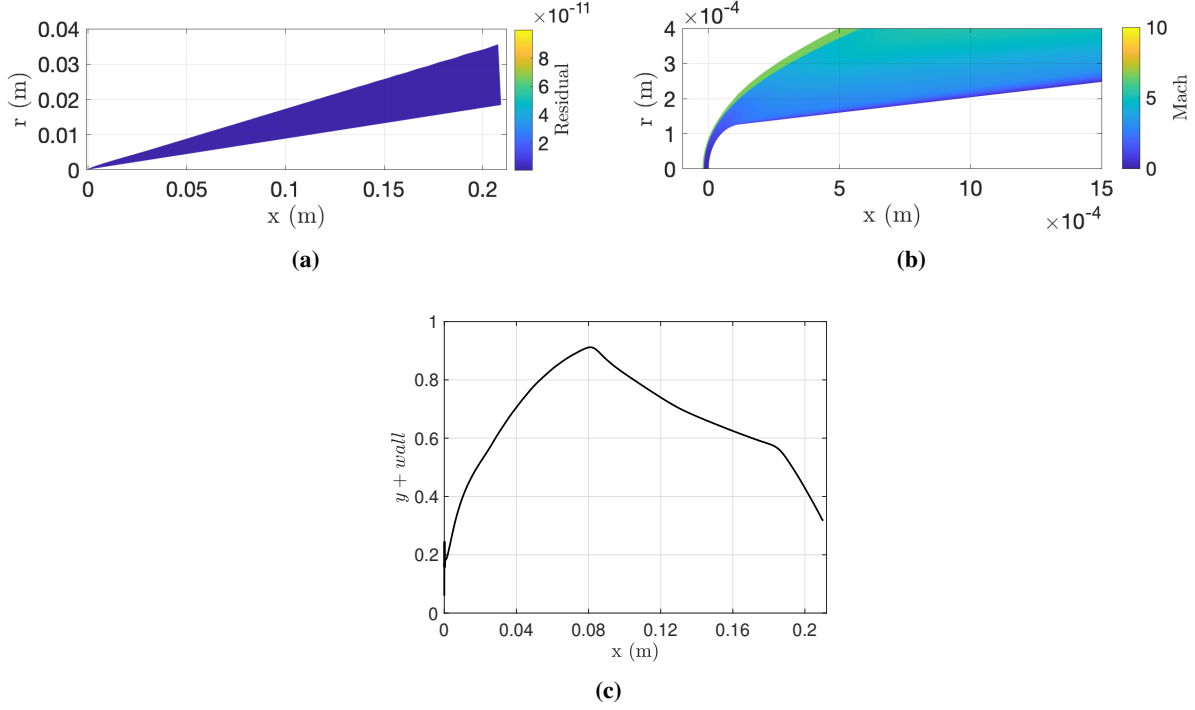 ×10⁻¹¹
0.04
0.03
0.02
0.01
0
0 0.05 0.1 0.15 0.2
x (m)
r (m)
8
6
4
2
Residual
(a)
×10⁻⁴
4
3
2
1
0
0 5 10 15
x (m)
×10⁻⁴
r (m)
10
5
0
Mach
(b)
1
0.8
0.6
0.4
0.2
0
0 0.04 0.08 0.12 0.16 0.2
x (m)
y + wall
(c)